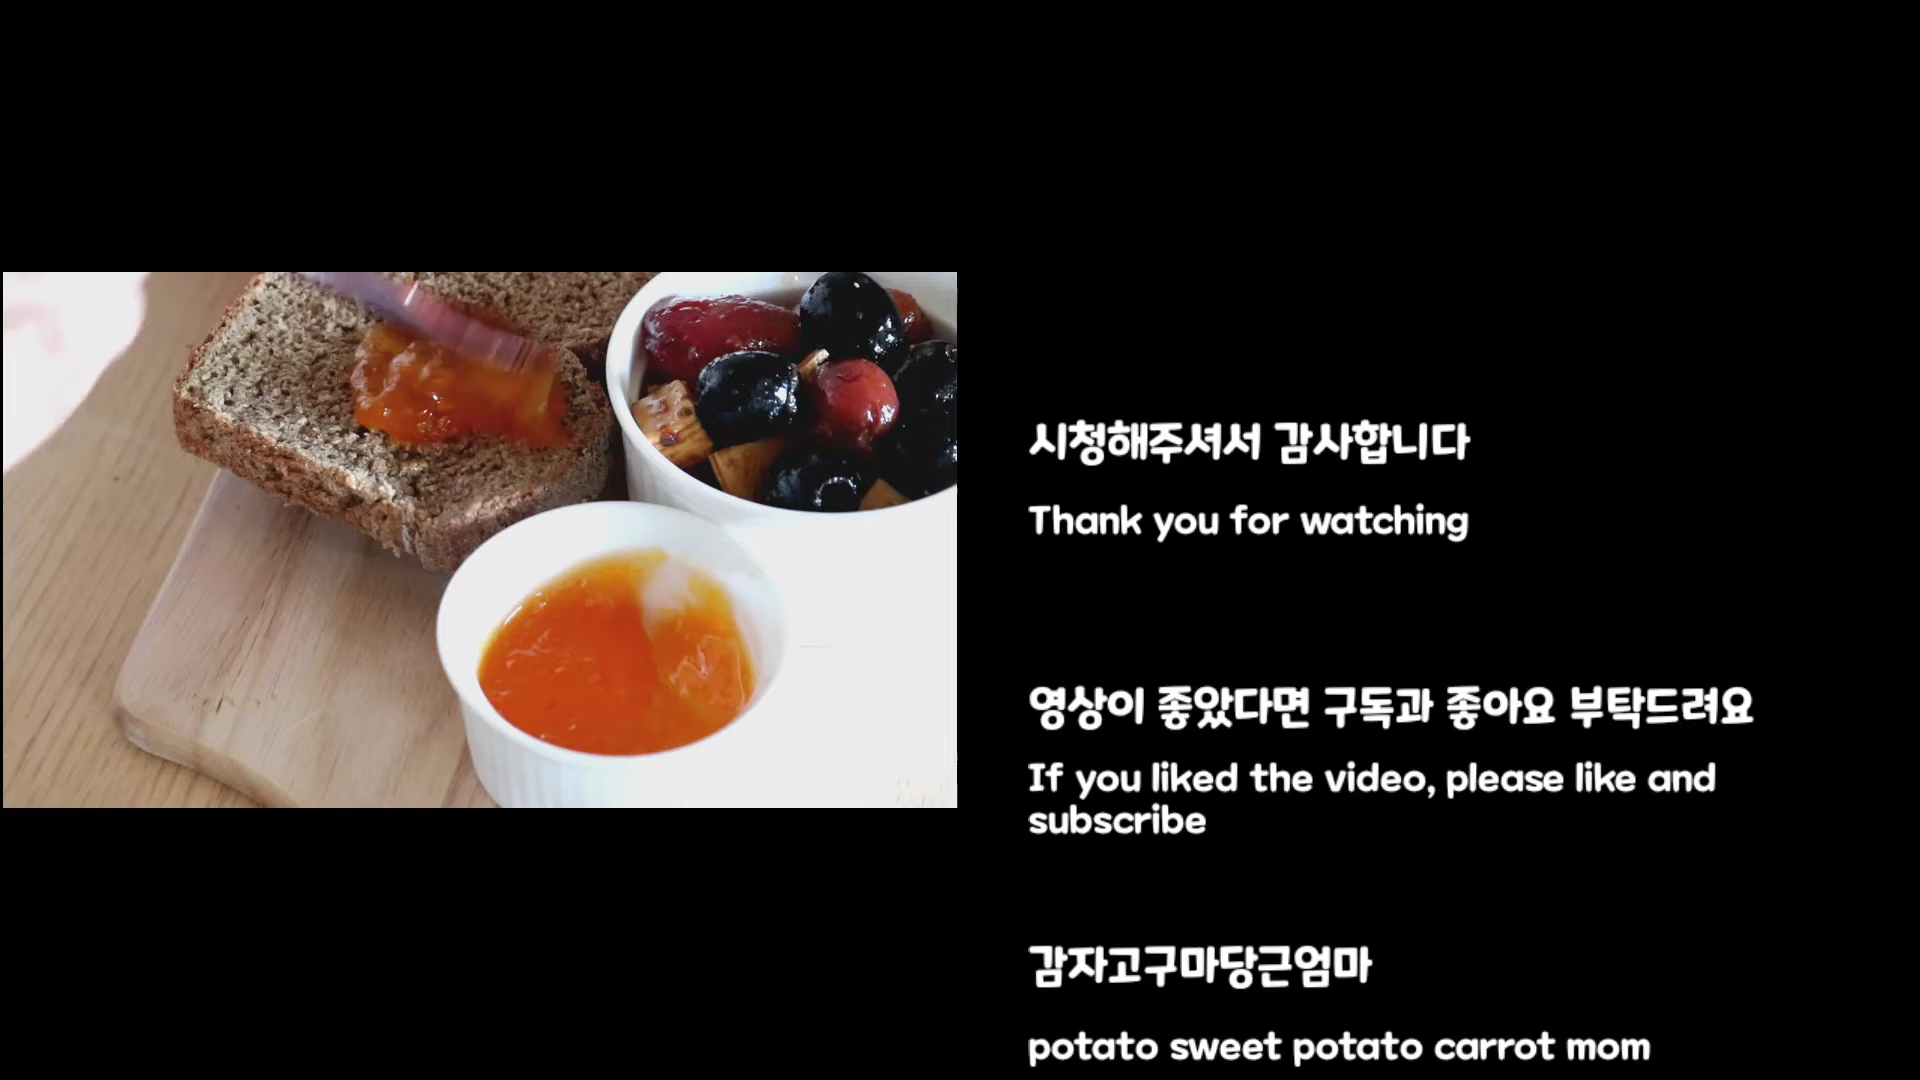 시청해주셔서 감사합니다
Thank you for watching
영상이 좋았다면 구독과 좋아요 부탁드려요
If you liked the video, please like and
subscribe
감자고구마당근엄마
potato sweet potato carrot mom